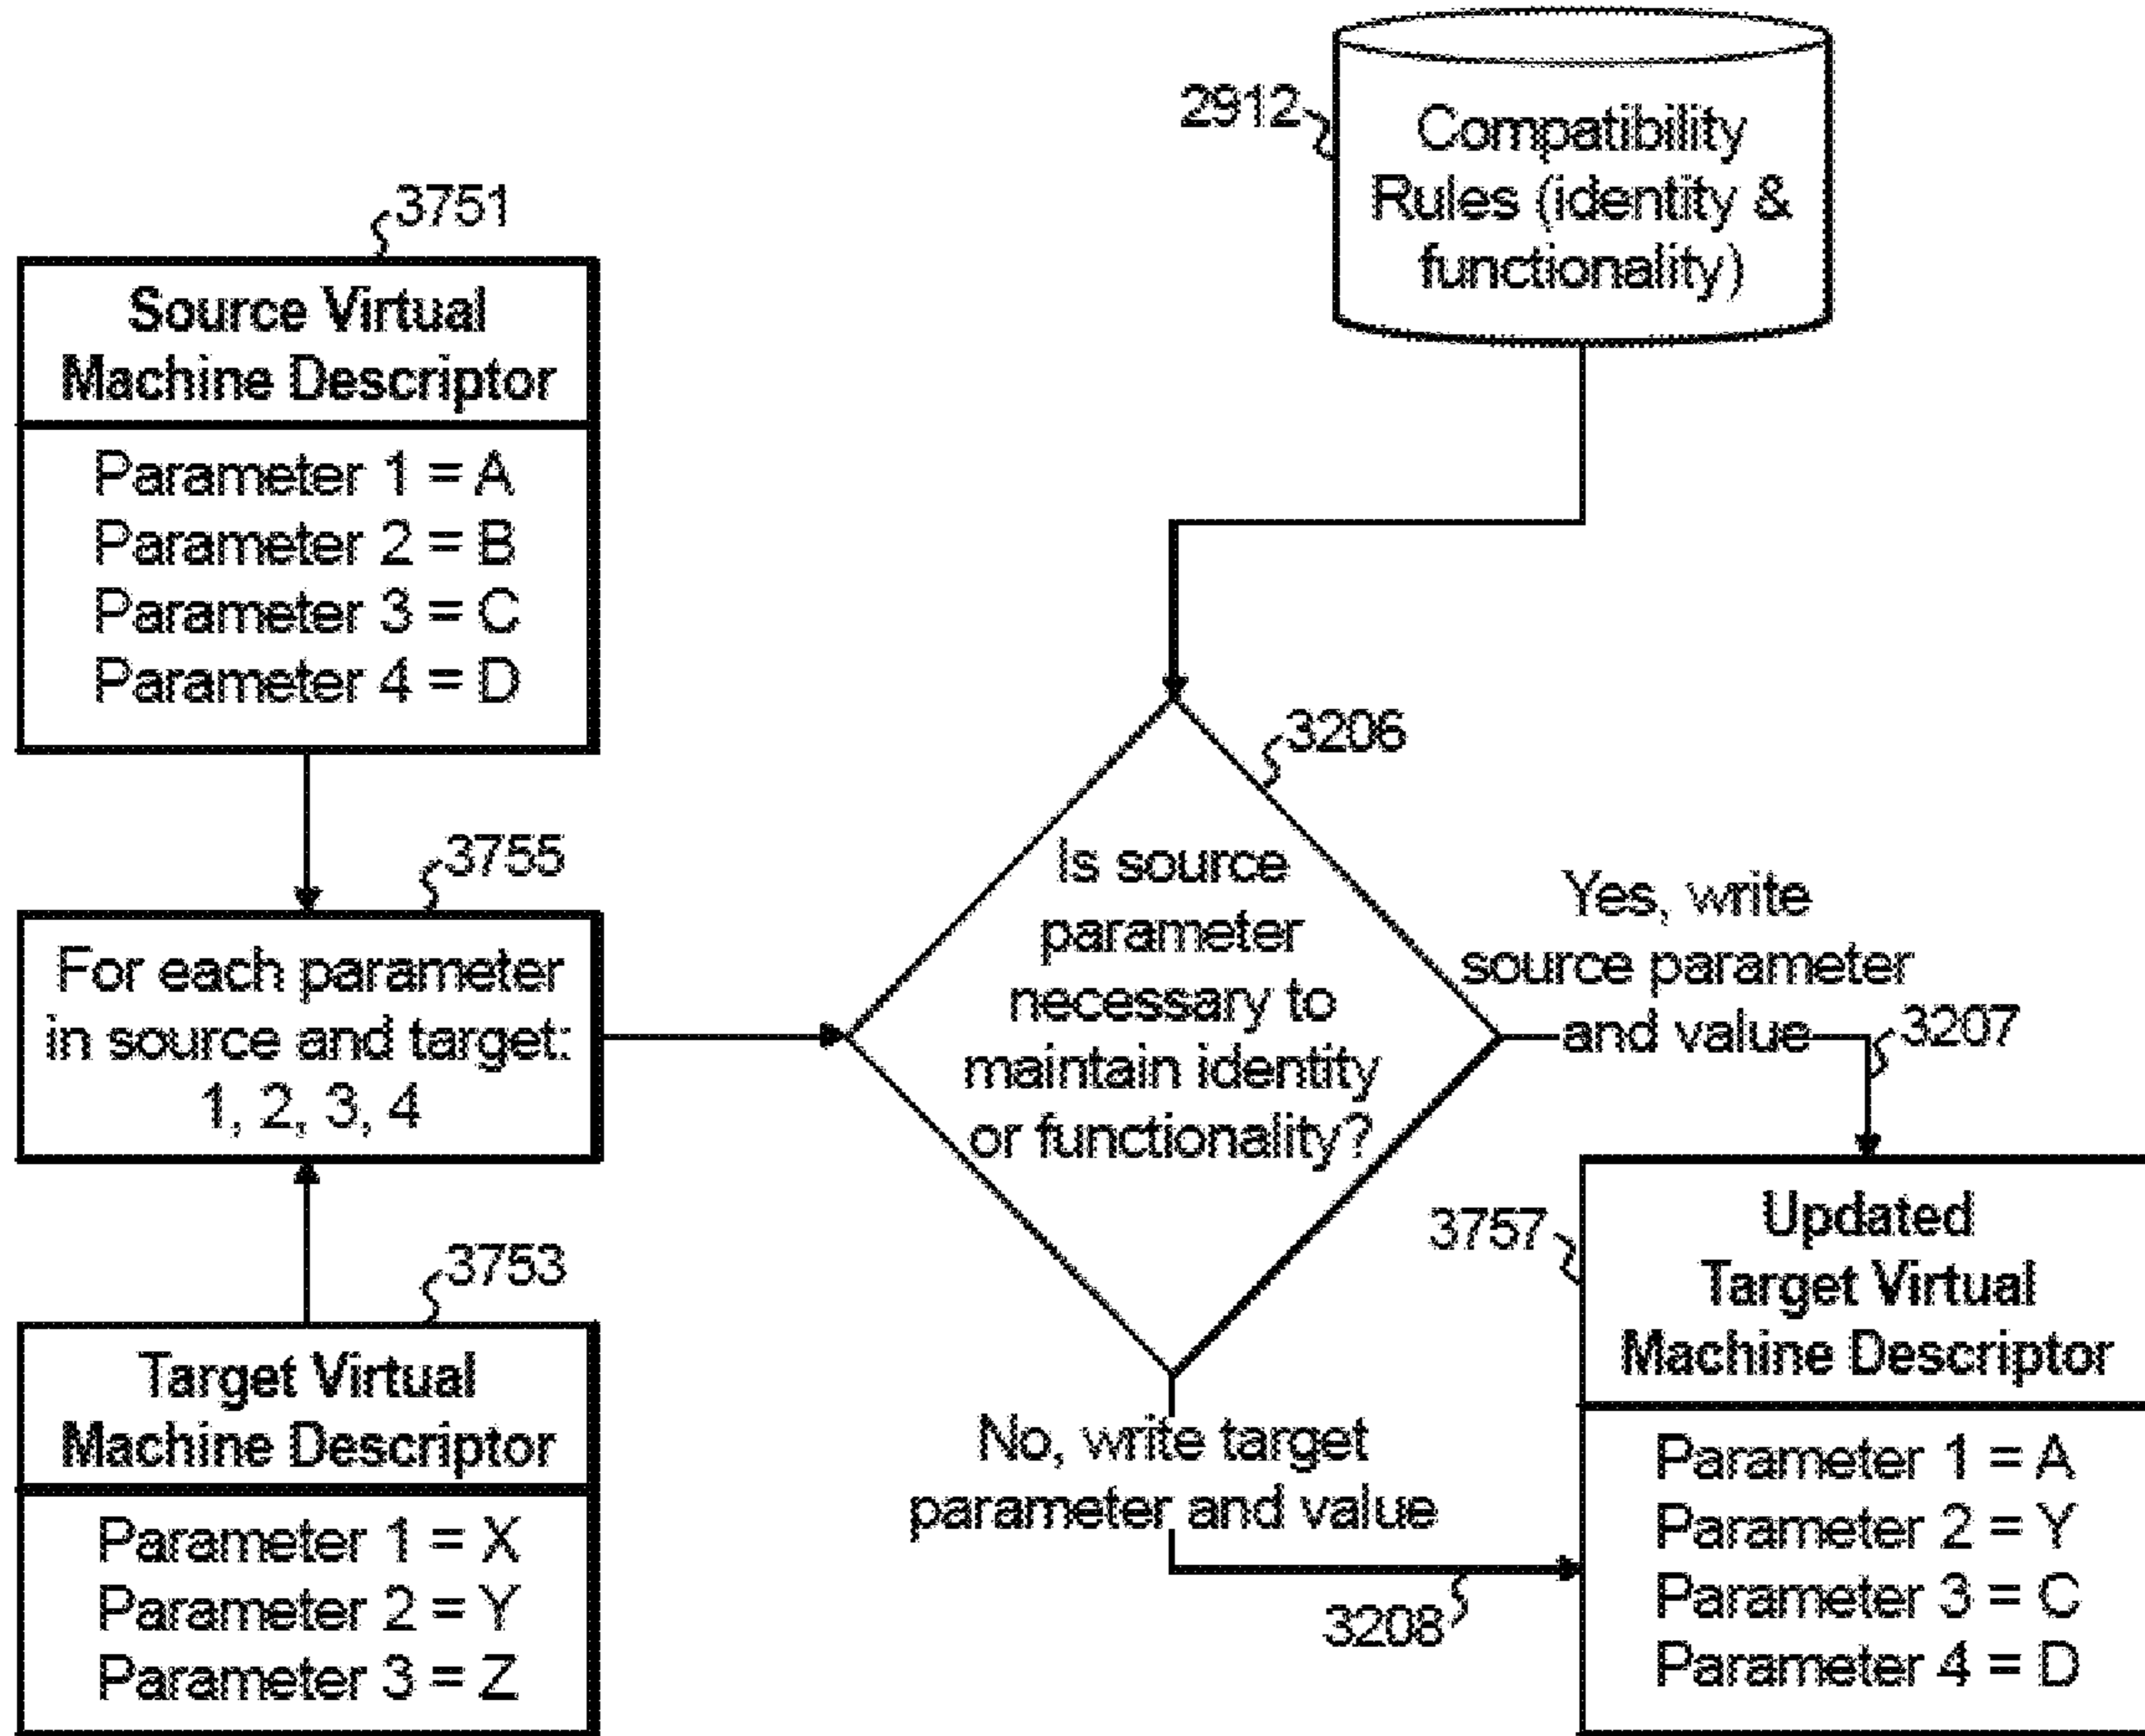 2912
Compatibility
Rules (identity &
functionality)
3751
Source Virtual
Machine Descriptor
Parameter 1 = A
Parameter 2 = B
Parameter 3 = C
Parameter 4 = D
3755
For each parameter
in source and target:
1, 2, 3, 4
3753
Target Virtual
Machine Descriptor
Parameter 1 = X
Parameter 2 = Y
Parameter 3 = Z
3206
Is source
parameter
necessary to
maintain identity
or functionality?
Yes, write
source parameter
and value
3207
No, write target
parameter and value
3208
3757
Updated
Target Virtual
Machine Descriptor
Parameter 1 = A
Parameter 2 = Y
Parameter 3 = C
Parameter 4 = D